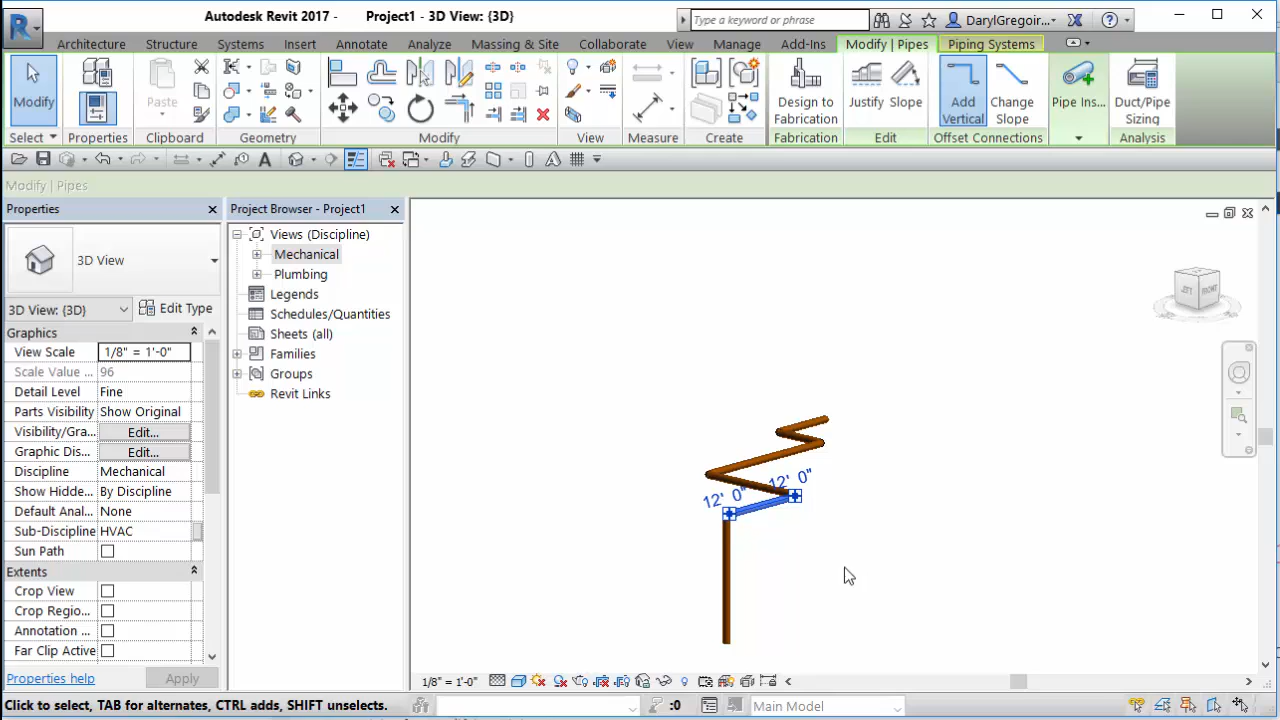 Autodesk Revit 2017 - Project1 - 3D View: {3D}
Type a keyword or phrase
DarylGregoir...
Architecture Structure Systems Insert Annotate Analyze Massing & Site Collaborate View Manage Add-Ins Modify | Pipes Piping Systems
Modify
Paste
Design to Fabrication
Justify Slope
Add Vertical
Change Slope
Pipe Ins...
Duct/Pipe Sizing
Select Properties Clipboard Geometry Modify View Measure Create Fabrication Edit Offset Connections Analysis
Modify | Pipes
Properties
3D View
3D View: {3D} Edit Type
Graphics
View Scale 1/8" = 1'-0"
Scale Value ... 96
Detail Level Fine
Parts Visibility Show Original
Visibility/Gra... Edit...
Graphic Dis... Edit...
Discipline Mechanical
Show Hidde... By Discipline
Default Anal... None
Sub-Discipline HVAC
Sun Path
Extents
Crop View
Crop Regio...
Annotation ...
Far Clip Active
Properties help Apply
Project Browser - Project1
Views (Discipline)
Mechanical
Plumbing
Legends
Schedules/Quantities
Sheets (all)
Families
Groups
Revit Links
LEFT FRONT
12' 0" 12' 0"
1/8" = 1'-0"
Click to select, TAB for alternates, CTRL adds, SHIFT unselects.
:0
Main Model